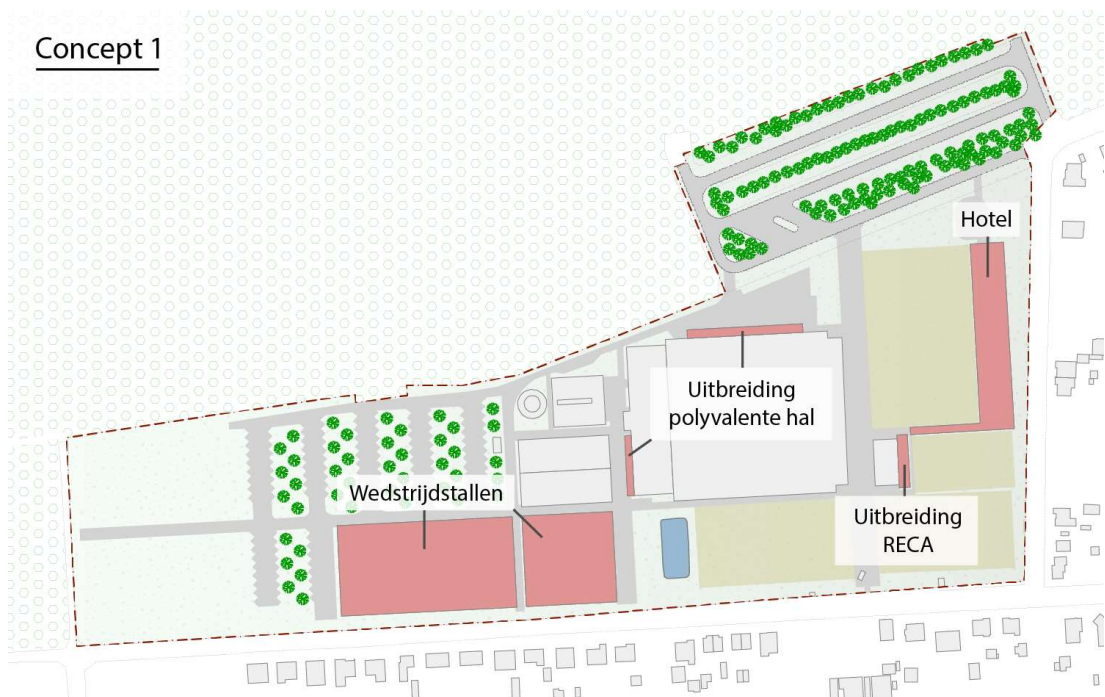 Concept 1
Hotel
Uitbreiding
polyvalente hal
Wedstrijdstallen
Uitbreiding
RECA